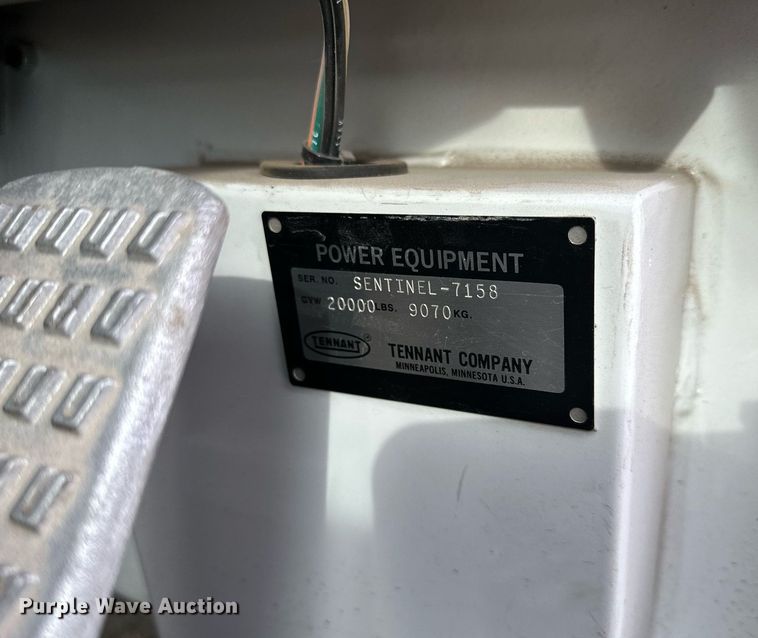 POWER EQUIPMENT
SER. NO. SENTINEL-7158
GVW 20000 LBS. 9070 KG.
TENNANT ®
TENNANT COMPANY
MINNEAPOLIS, MINNESOTA U.S.A.
Purple Wave Auction